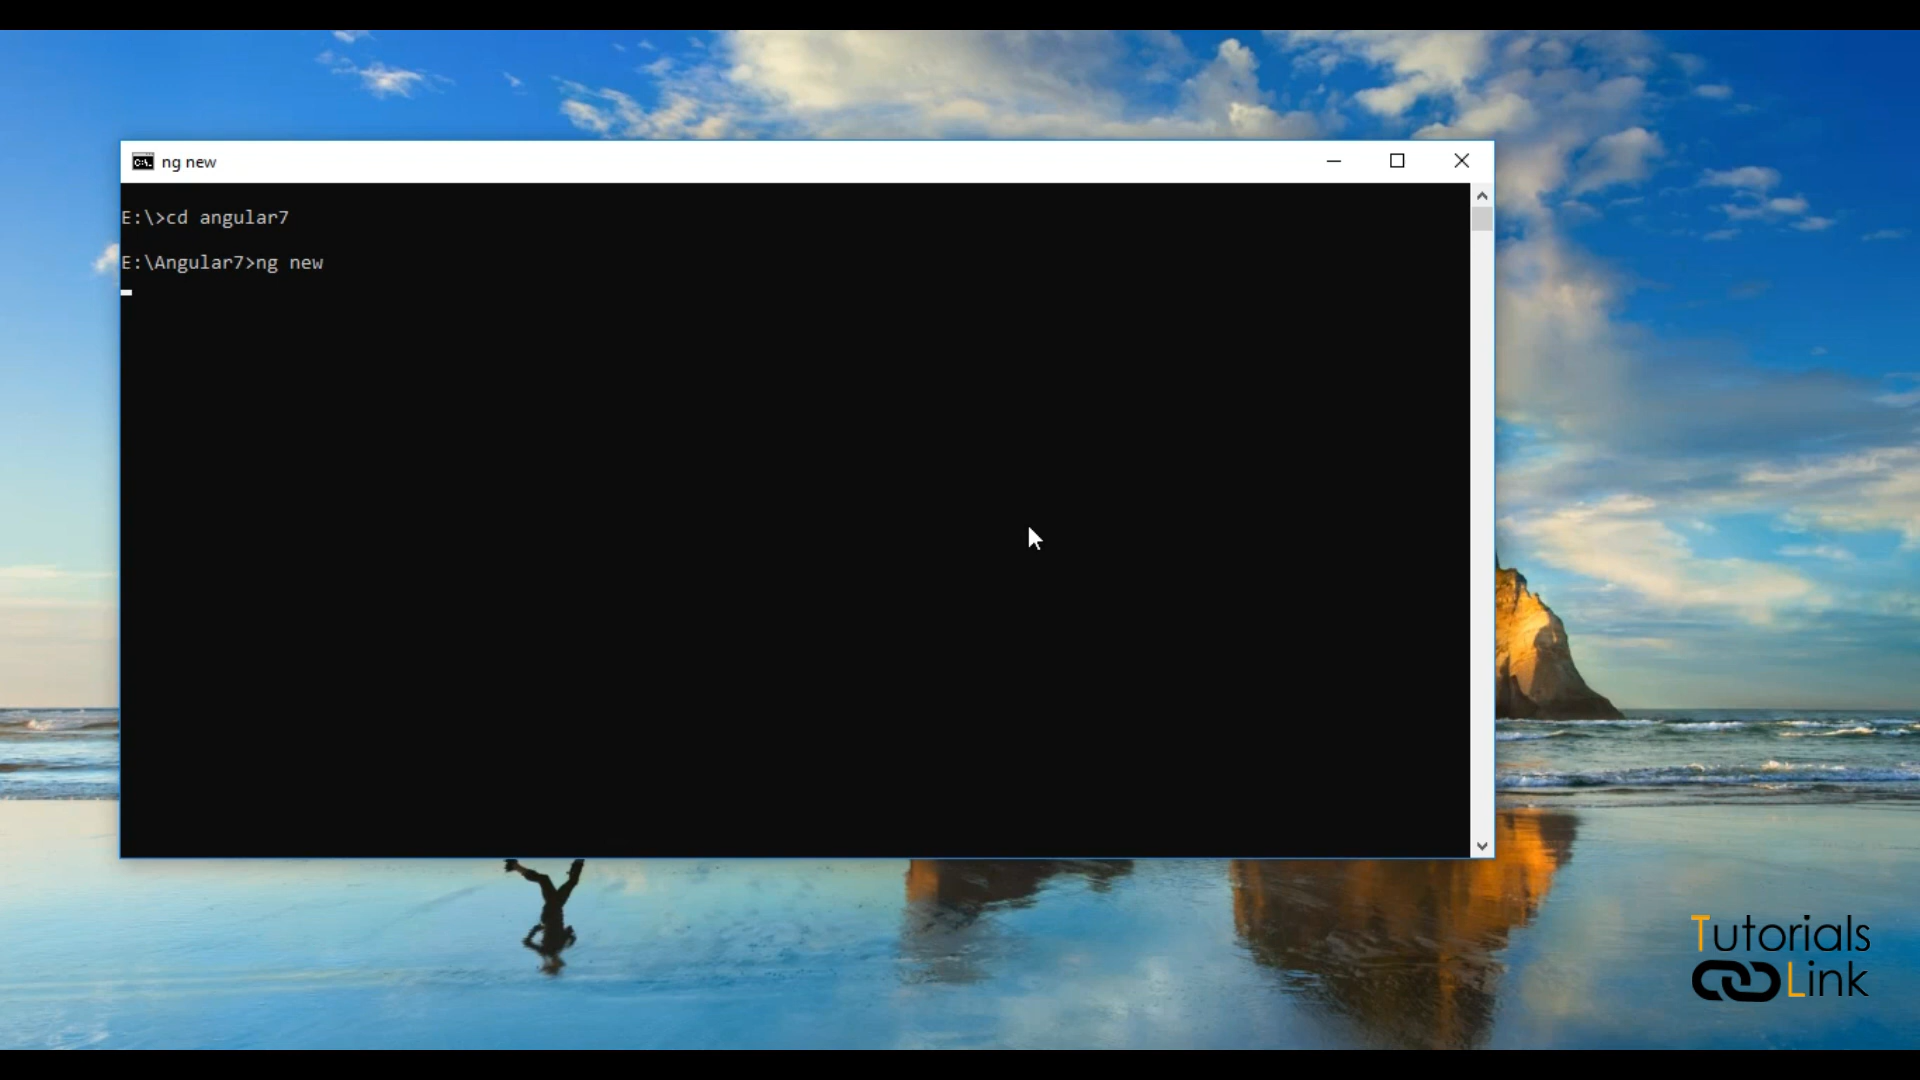 C:\.
ng new
E:\>cd angular7
E:\Angular7>ng new
Tutorials
Link